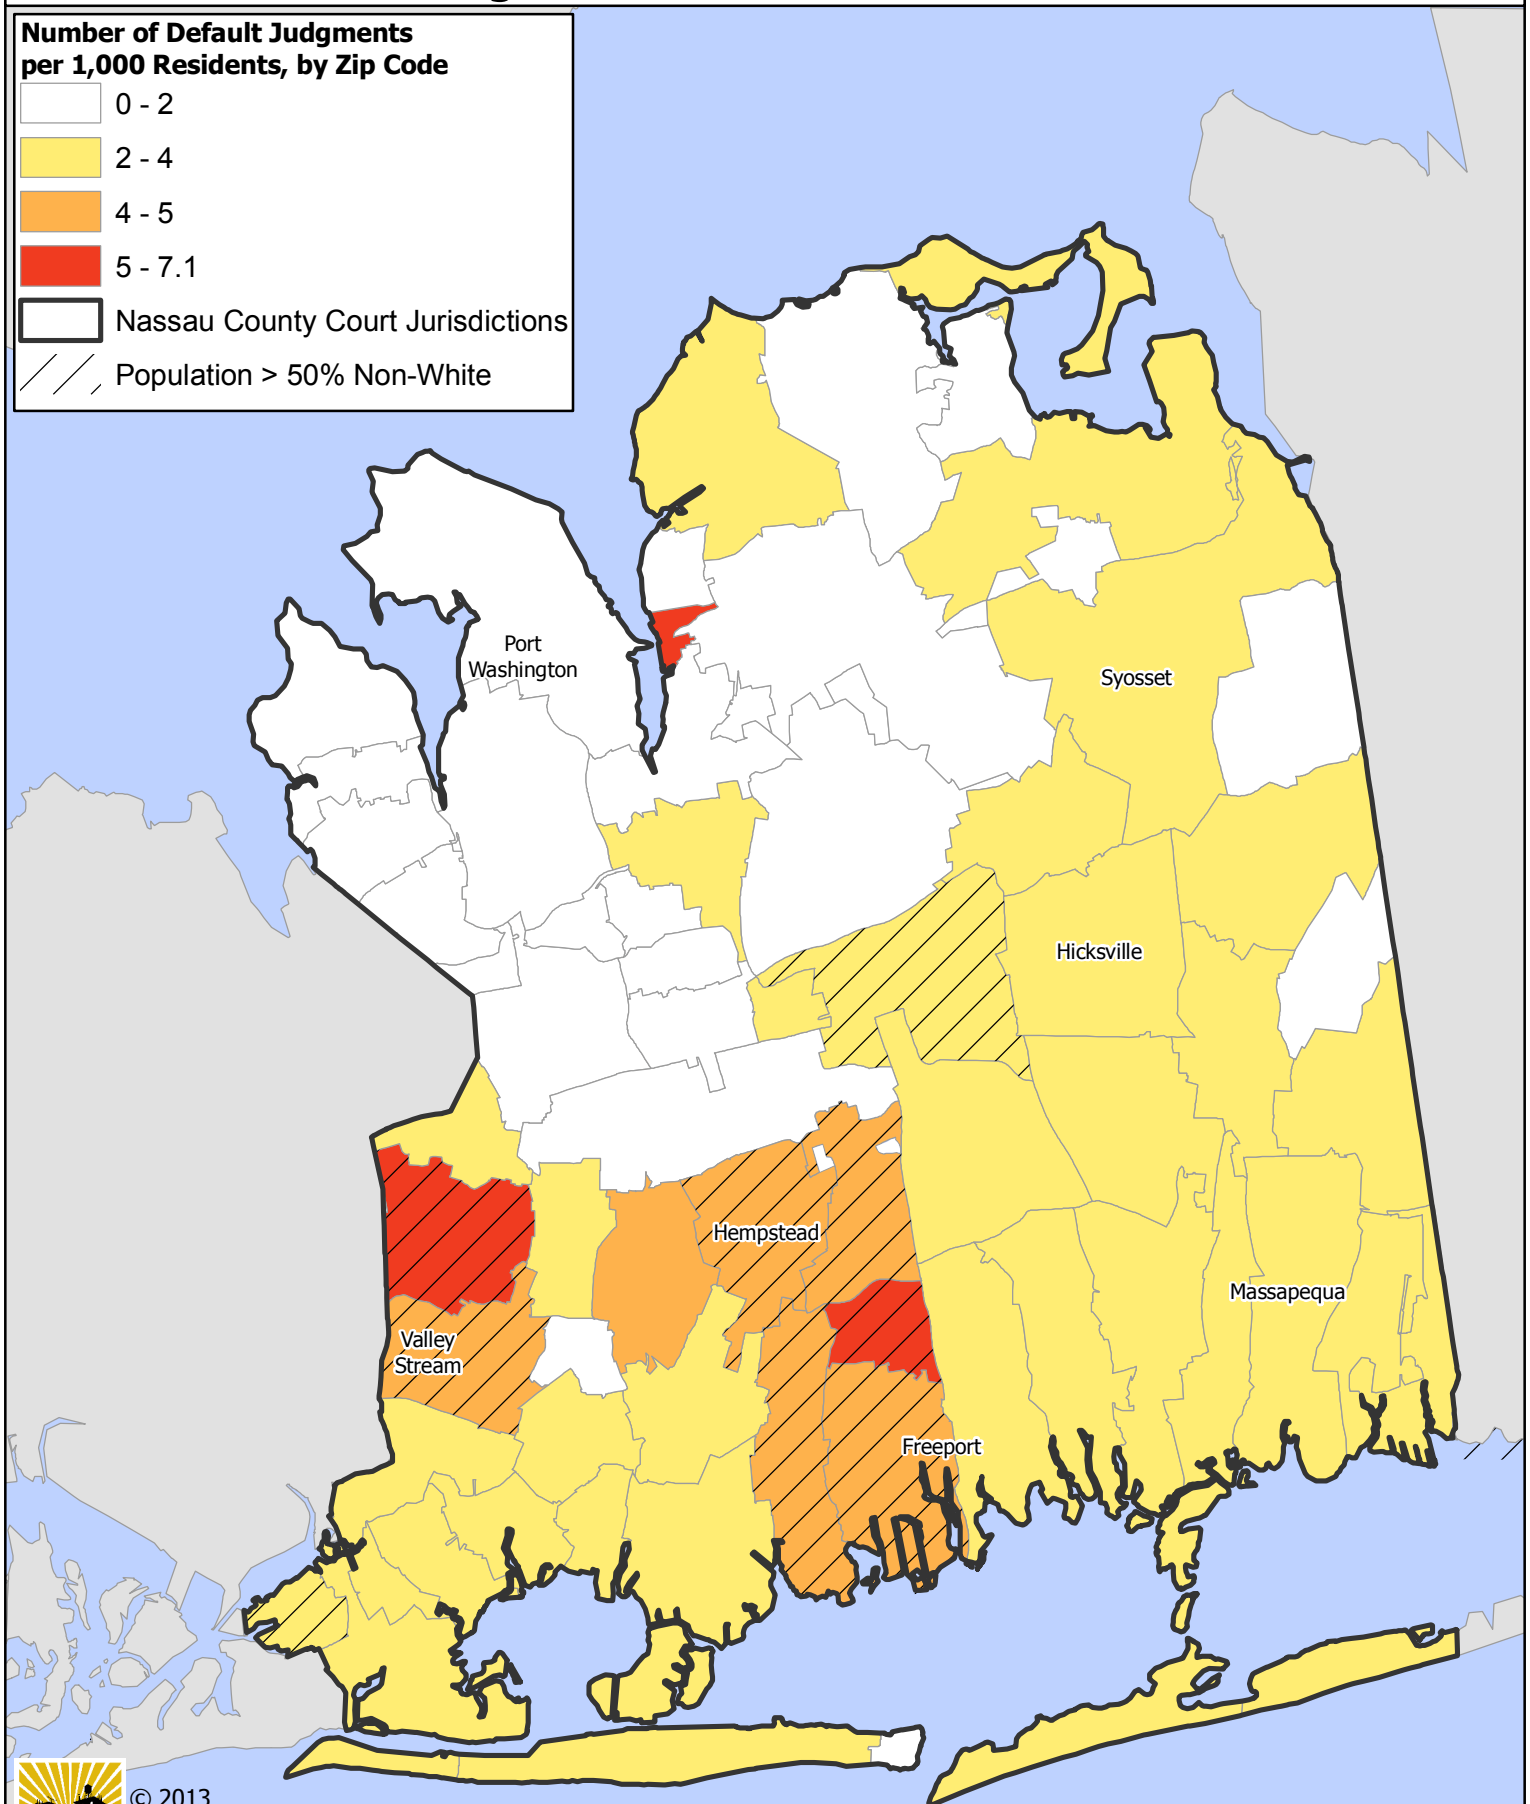 Number of Default Judgments
per 1,000 Residents, by Zip Code
0 - 2
2 - 4
4 - 5
5 - 7.1
Nassau County Court Jurisdictions
Population > 50% Non-White
Port
Washington
Syosset
Hicksville
Hempstead
Massapequa
Valley
Stream
Freeport
© 2013